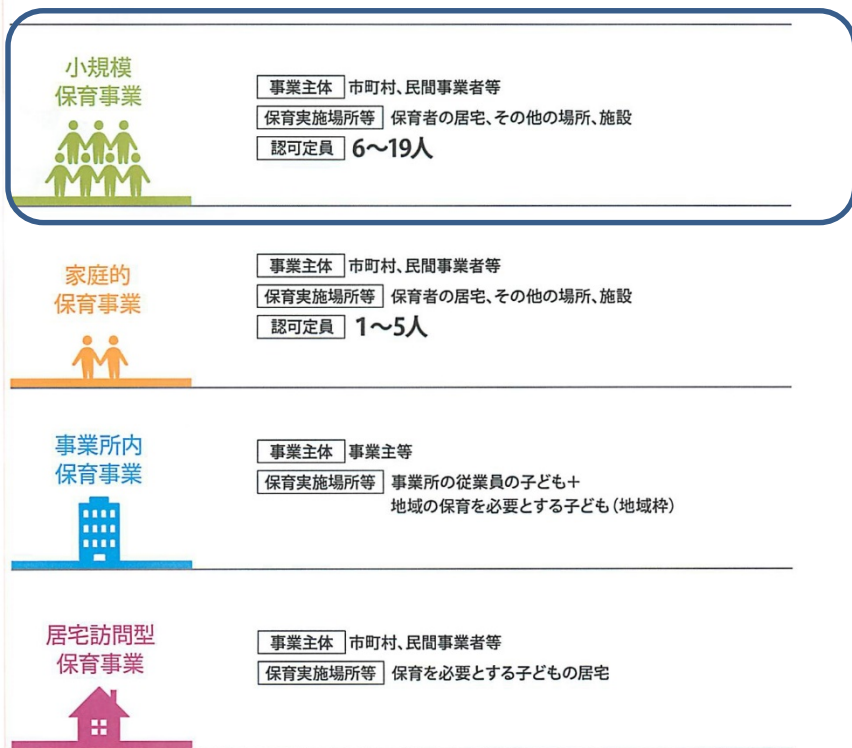 小規模
保育事業
事業主体 市町村、民間事業者等
保育実施場所等 保育者の居宅、その他の場所、施設
認可定員 6〜19人
家庭的
保育事業
事業主体 市町村、民間事業者等
保育実施場所等 保育者の居宅、その他の場所、施設
認可定員 1〜5人
事業所内
保育事業
事業主体 事業主等
保育実施場所等 事業所の従業員の子ども＋
地域の保育を必要とする子ども（地域枠）
居宅訪問型
保育事業
事業主体 市町村、民間事業者等
保育実施場所等 保育を必要とする子どもの居宅